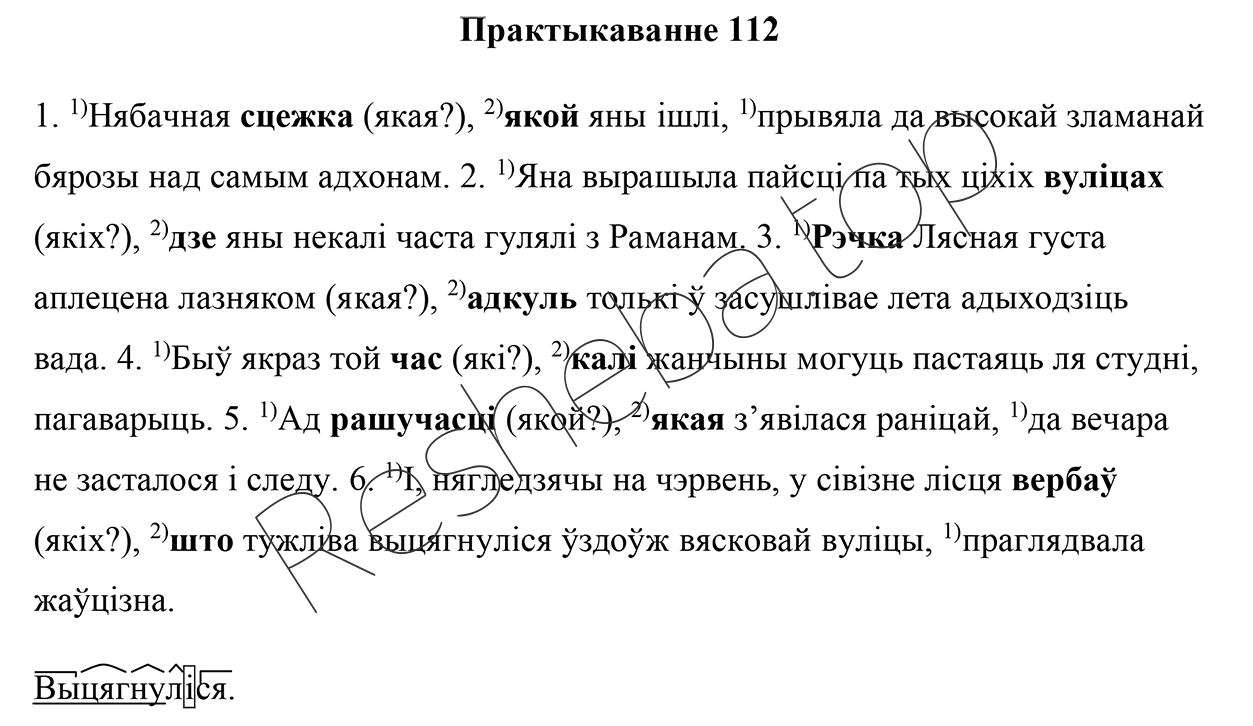 Практыкаванне 112
1. 1)Нябачная сцежка (якая?), 2)якой яны ішлі, 1)прывяла да высокай зламанай
бярозы над самым адхонам. 2. 1)Яна вырашыла пайсці па тых ціхіх вуліцах
(якіх?), 2)дзе яны некалі часта гулялі з Раманам. 3. 1)Рэчка Лясная густа
аплецена лазняком (якая?), 2)адкуль толькі ў засушлівае лета адыходзіць
вада. 4. 1)Быў якраз той час (які?), 2)калі жанчыны могуць пастаяць ля студні,
пагаварыць. 5. 1)Ад рашучасці (якой?), 2)якая з’явілася раніцай, 1)да вечара
не засталося і следу. 6. 1)І, нягледзячы на чэрвень, у сівізне лісця вербаў
(якіх?), 2)што тужліва выцягнуліся ўздоўж вясковай вуліцы, 1)праглядвала
жаўцізна.
Выцягнуліся.
Resheba top